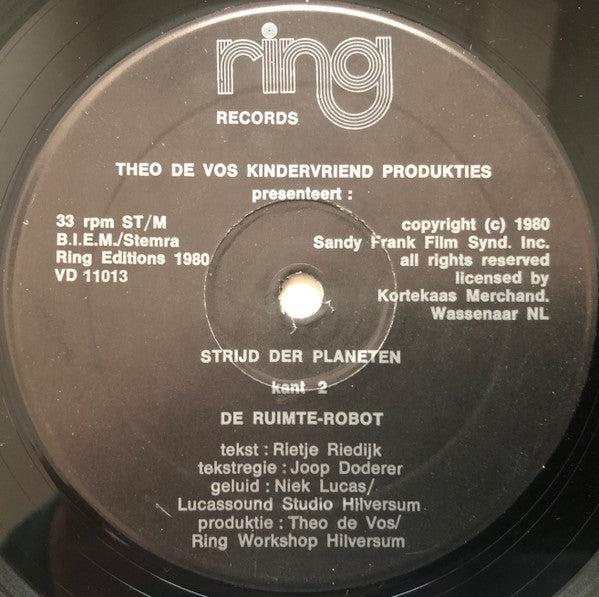 ring
RECORDS
THEO DE VOS KINDERVRIEND PRODUKTIES
presenteert :
33 rpm ST/M
B.I.E.M./Stemra
Ring Editions 1980
VD 11013
copyright (c) 1980
Sandy Frank Film Synd. Inc.
all rights reserved
licensed by
Kortekaas Merchand.
Wassenaar NL
STRIJD DER PLANETEN
kant 2
DE RUIMTE-ROBOT
tekst : Rietje Riedijk
tekstregie : Joop Doderer
geluid : Niek Lucas/
Lucassound Studio Hilversum
produktie : Theo de Vos/
Ring Workshop Hilversum